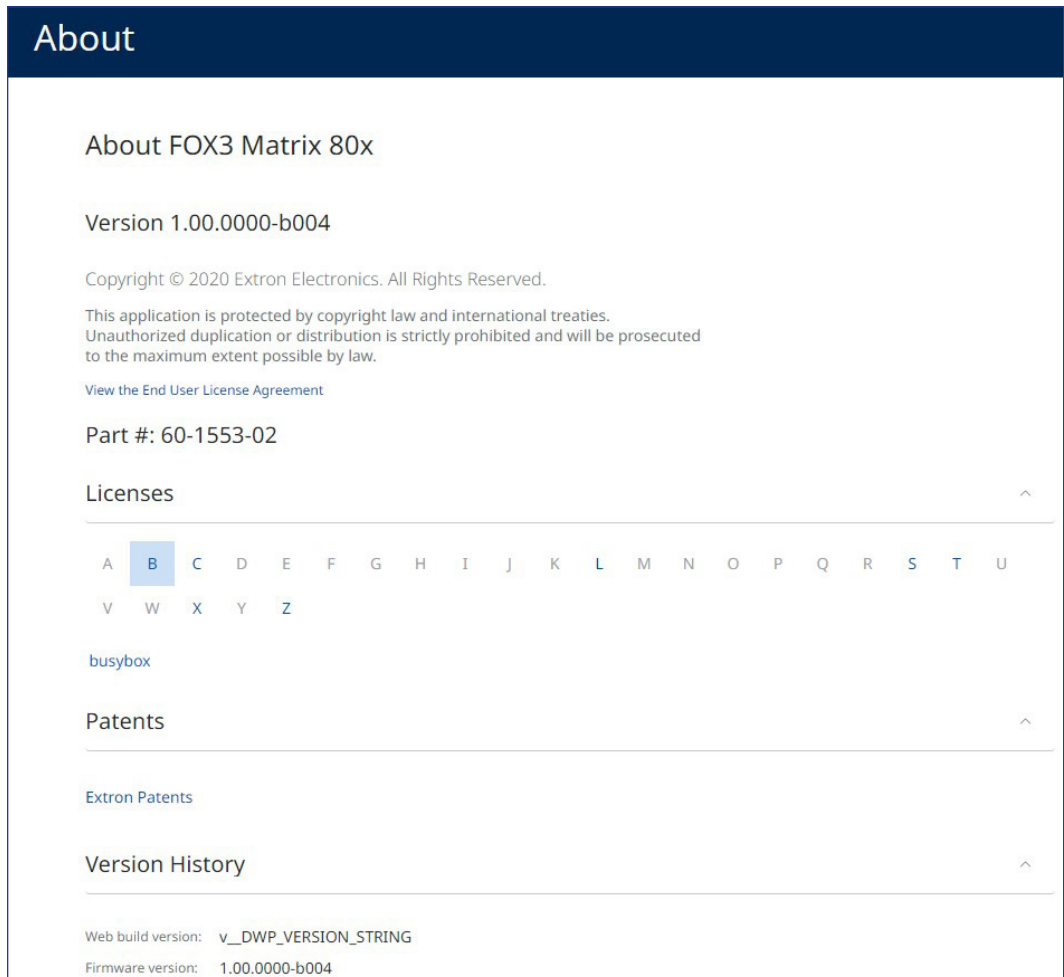 About
About FOX3 Matrix 80x
Version 1.00.0000-b004
Copyright © 2020 Extron Electronics. All Rights Reserved.
This application is protected by copyright law and international treaties.
Unauthorized duplication or distribution is strictly prohibited and will be prosecuted
to the maximum extent possible by law.
View the End User License Agreement
Part #: 60-1553-02
Licenses
A B C D E F G H I J K L M N O P Q R S T U
V W X Y Z
busybox
Patents
Extron Patents
Version History
Web build version: v__DWP_VERSION_STRING
Firmware version: 1.00.0000-b004